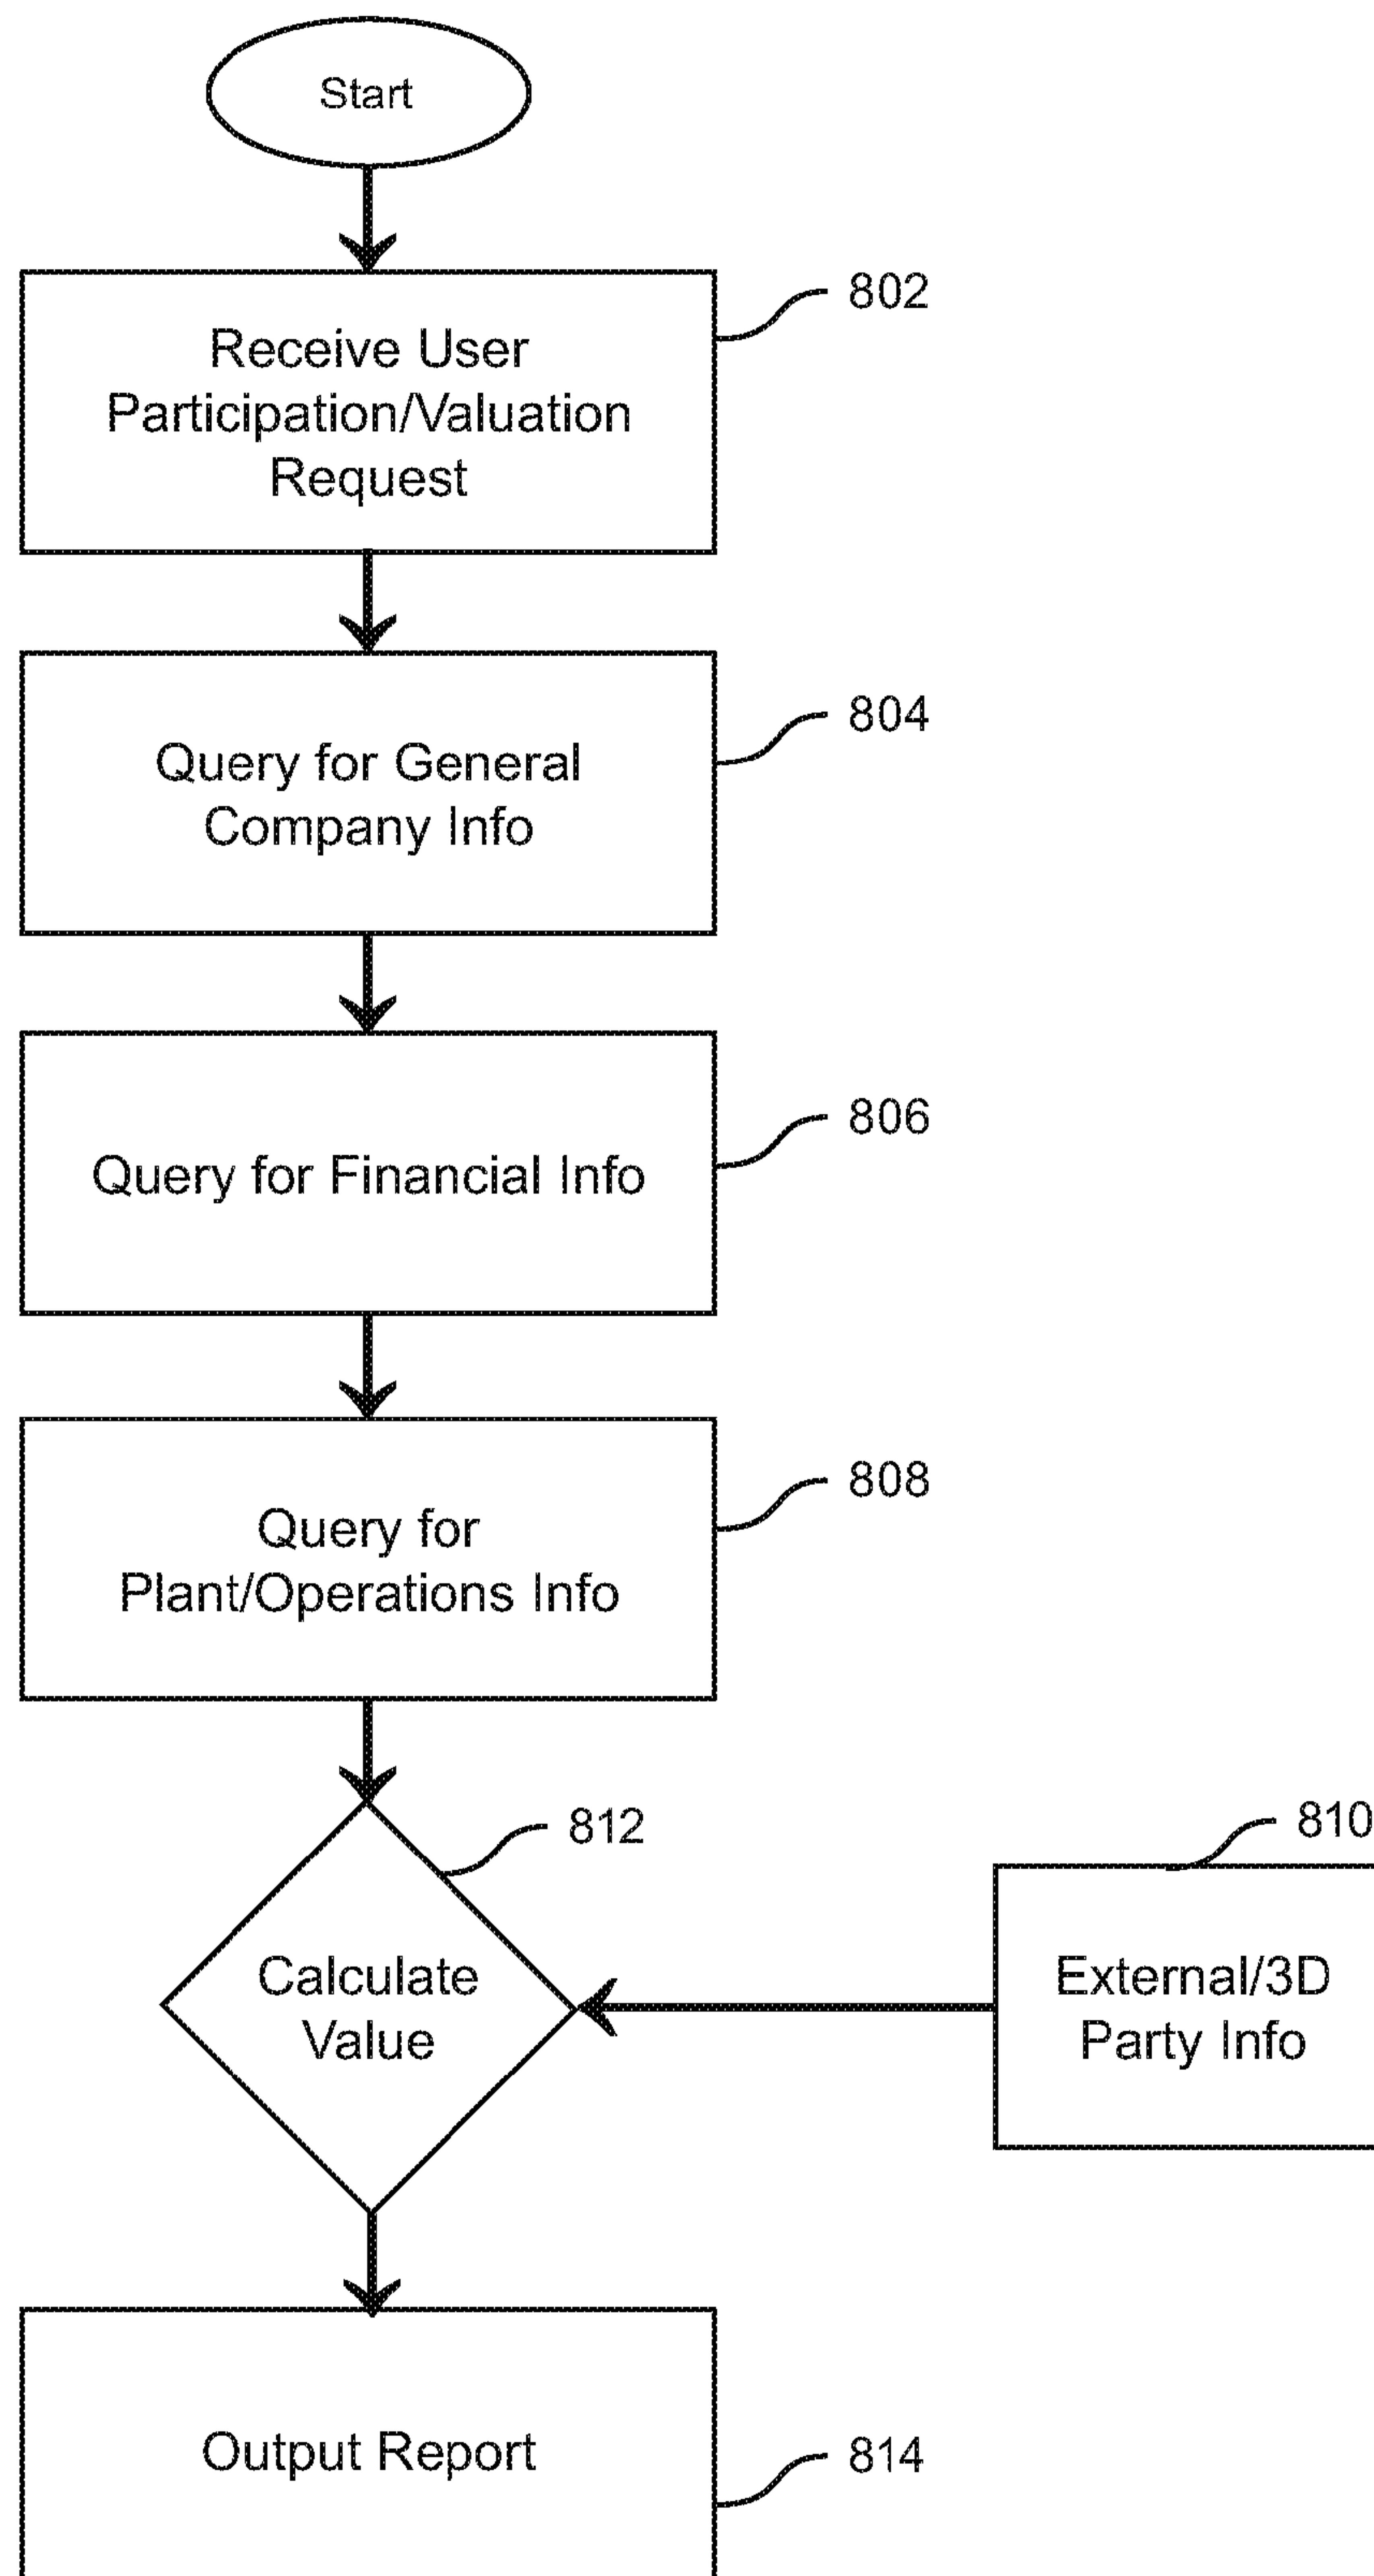 Start
802
Receive User
Participation/Valuation
Request
804
Query for General
Company Info
806
Query for Financial Info
808
Query for
Plant/Operations Info
812
810
Calculate
Value
External/3D
Party Info
Output Report
814